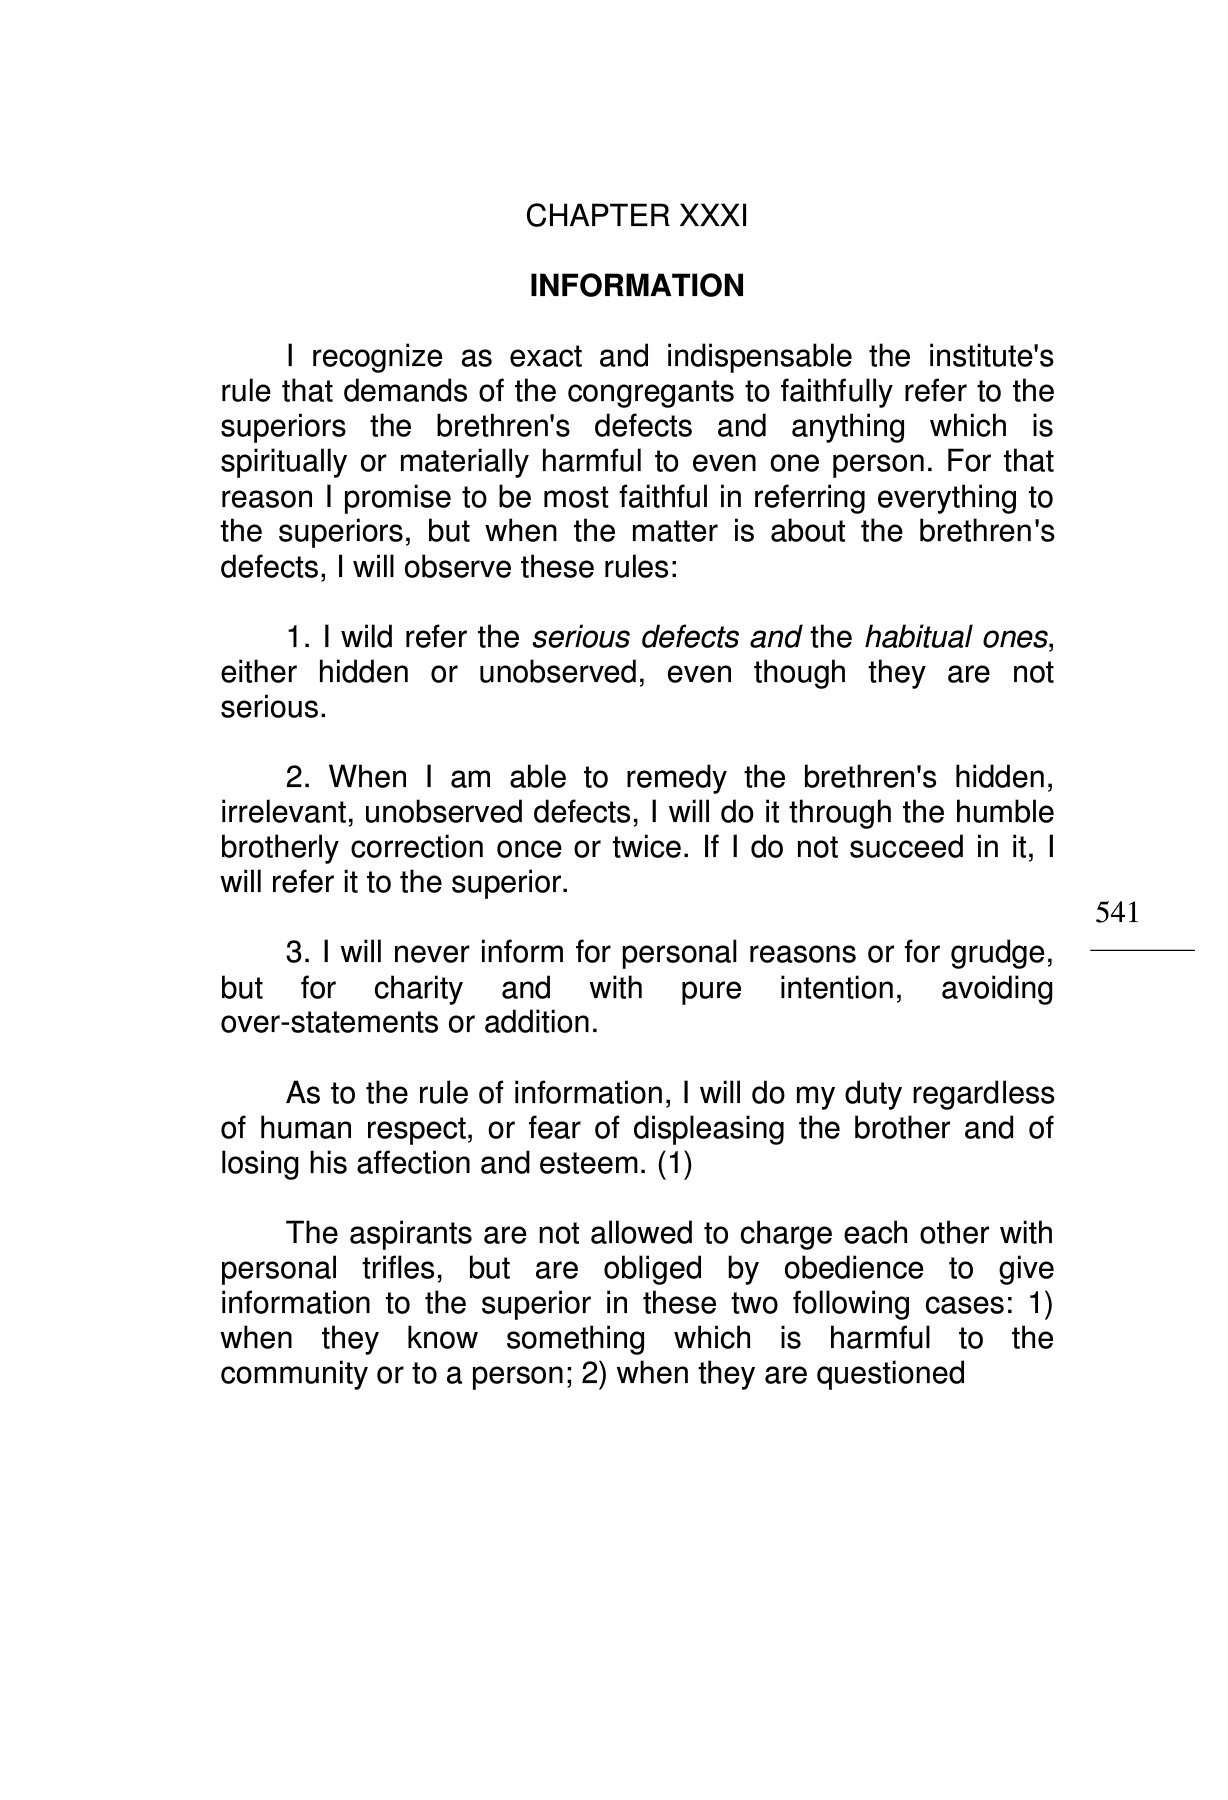 CHAPTER XXXI
INFORMATION
I recognize as exact and indispensable the institute's
rule that demands of the congregants to faithfully refer to the
superiors the brethren's defects and anything which is
spiritually or materially harmful to even one person. For that
reason I promise to be most faithful in referring everything to
the superiors, but when the matter is about the brethren's
defects, I will observe these rules:
1. I wild refer the serious defects and the habitual ones,
either hidden or unobserved, even though they are not
serious.
2. When I am able to remedy the brethren's hidden,
irrelevant, unobserved defects, I will do it through the humble
brotherly correction once or twice. If I do not succeed in it, I
will refer it to the superior.
541
3. I will never inform for personal reasons or for grudge,
but for charity and with pure intention, avoiding
over-statements or addition.
As to the rule of information, I will do my duty regardless
of human respect, or fear of displeasing the brother and of
losing his affection and esteem. (1)
The aspirants are not allowed to charge each other with
personal trifles, but are obliged by obedience to give
information to the superior in these two following cases: 1)
when they know something which is harmful to the
community or to a person; 2) when they are questioned